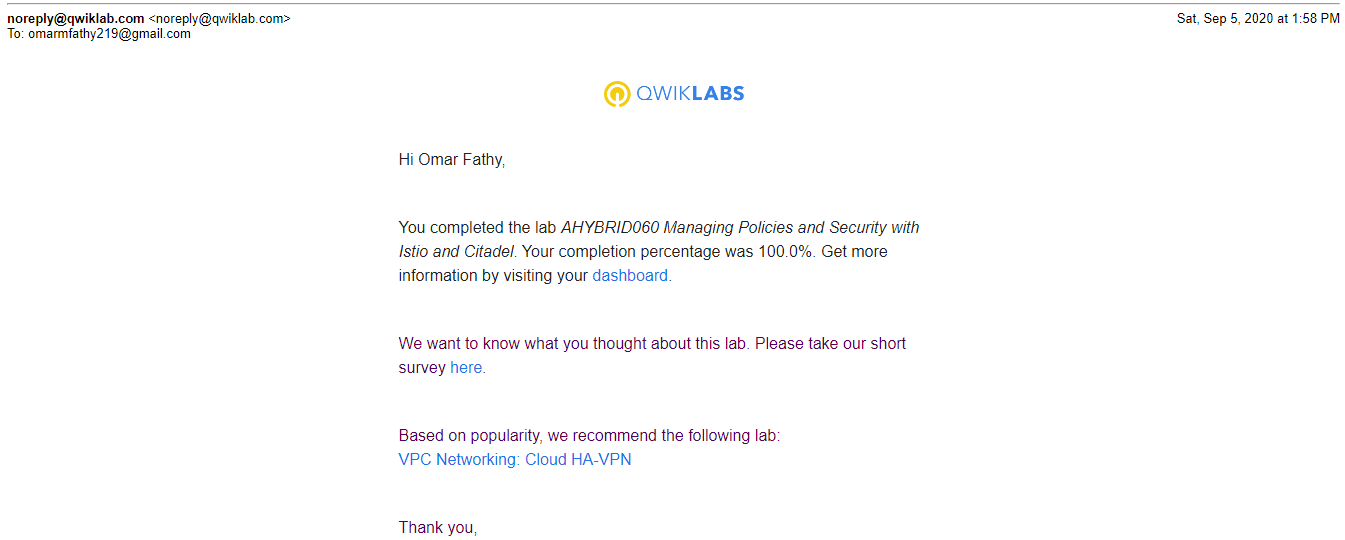 noreply@qwiklab.com <noreply@qwiklab.com>
Sat, Sep 5, 2020 at 1:58 PM
To: omarmfathy219@gmail.com
QWIKLABS
Hi Omar Fathy,
You completed the lab AHYBRID060 Managing Policies and Security with
Istio and Citadel. Your completion percentage was 100.0%. Get more
information by visiting your dashboard.
We want to know what you thought about this lab. Please take our short
survey here.
Based on popularity, we recommend the following lab:
VPC Networking: Cloud HA-VPN
Thank you,